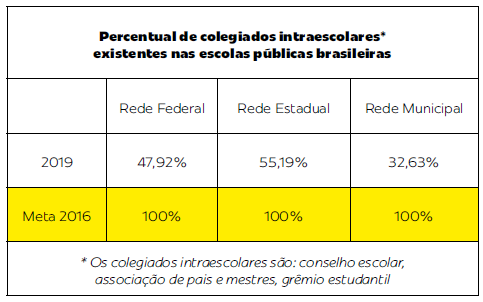 Percentual de colegiados intraescolares*
existentes nas escolas públicas brasileiras
Rede Federal Rede Estadual Rede Municipal
2019 47,92% 55,19% 32,63%
Meta 2016 100% 100% 100%
* Os colegiados intraescolares são: conselho escolar,
associação de pais e mestres, grêmio estudantil